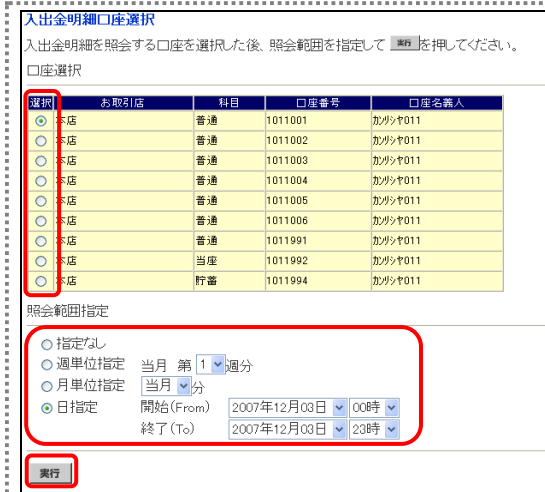 入出金明細口座選択
入出金明細を照会する口座を選択した後、照会範囲を指定して 実行 を押してください。
口座選択
選択 お取引店 科目 口座番号 口座名義人
本店 普通 1011001 ｶﾝﾘｼﾔ011
本店 普通 1011002 ｶﾝﾘｼﾔ011
本店 普通 1011003 ｶﾝﾘｼﾔ011
本店 普通 1011004 ｶﾝﾘｼﾔ011
本店 普通 1011005 ｶﾝﾘｼﾔ011
本店 普通 1011006 ｶﾝﾘｼﾔ011
本店 普通 1011991 ｶﾝﾘｼﾔ011
本店 当座 1011992 ｶﾝﾘｼﾔ011
本店 貯蓄 1011994 ｶﾝﾘｼﾔ011
照会範囲指定
指定なし
週単位指定 当月 第 1 週分
月単位指定 当月 分
日指定 開始(From) 2007年12月03日 00時
終了(To) 2007年12月03日 23時
実行